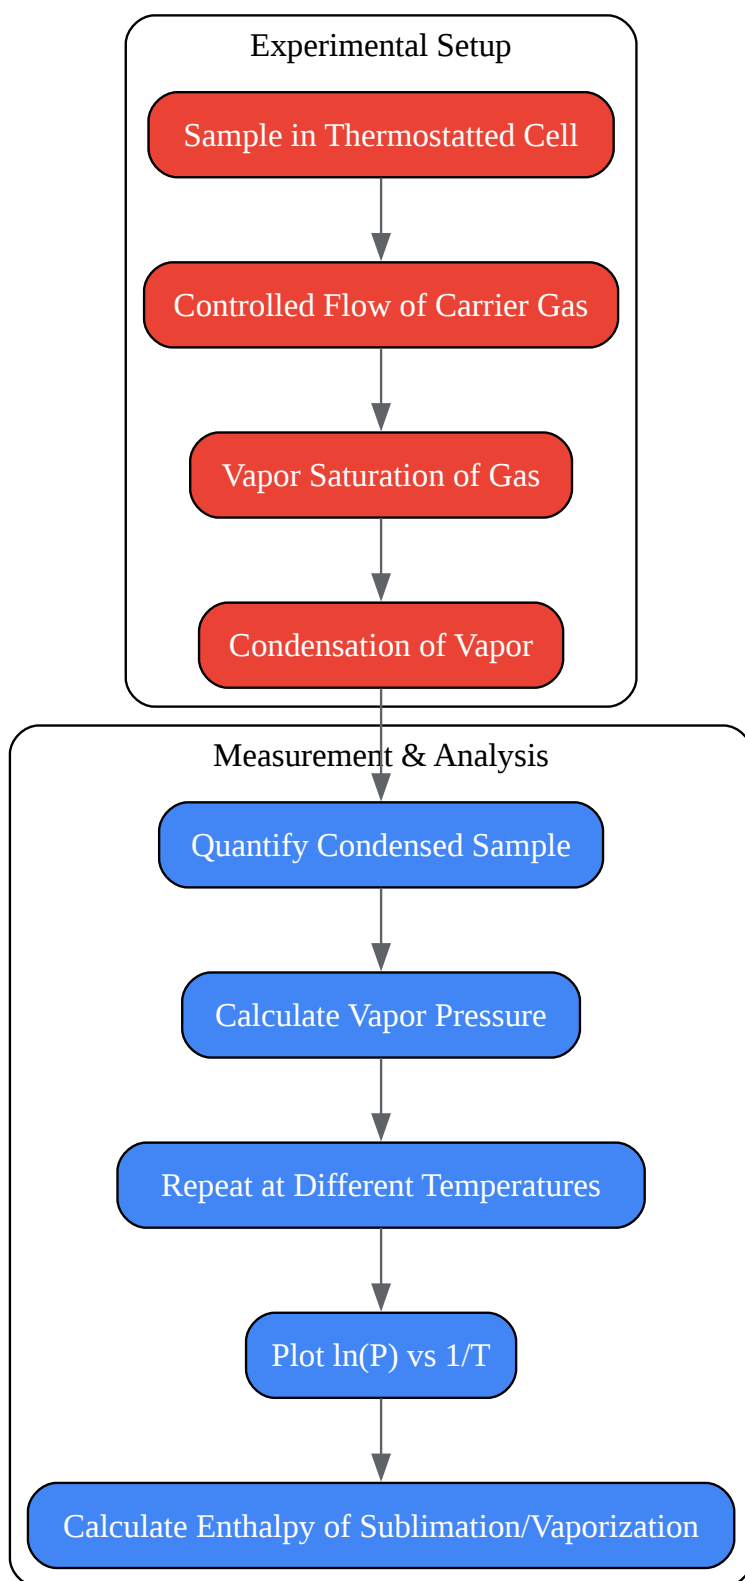 Experimental Setup
Sample in Thermostatted Cell
Controlled Flow of Carrier Gas
Vapor Saturation of Gas
Condensation of Vapor
Measurement & Analysis
Quantify Condensed Sample
Calculate Vapor Pressure
Repeat at Different Temperatures
Plot ln(P) vs 1/T
Calculate Enthalpy of Sublimation/Vaporization